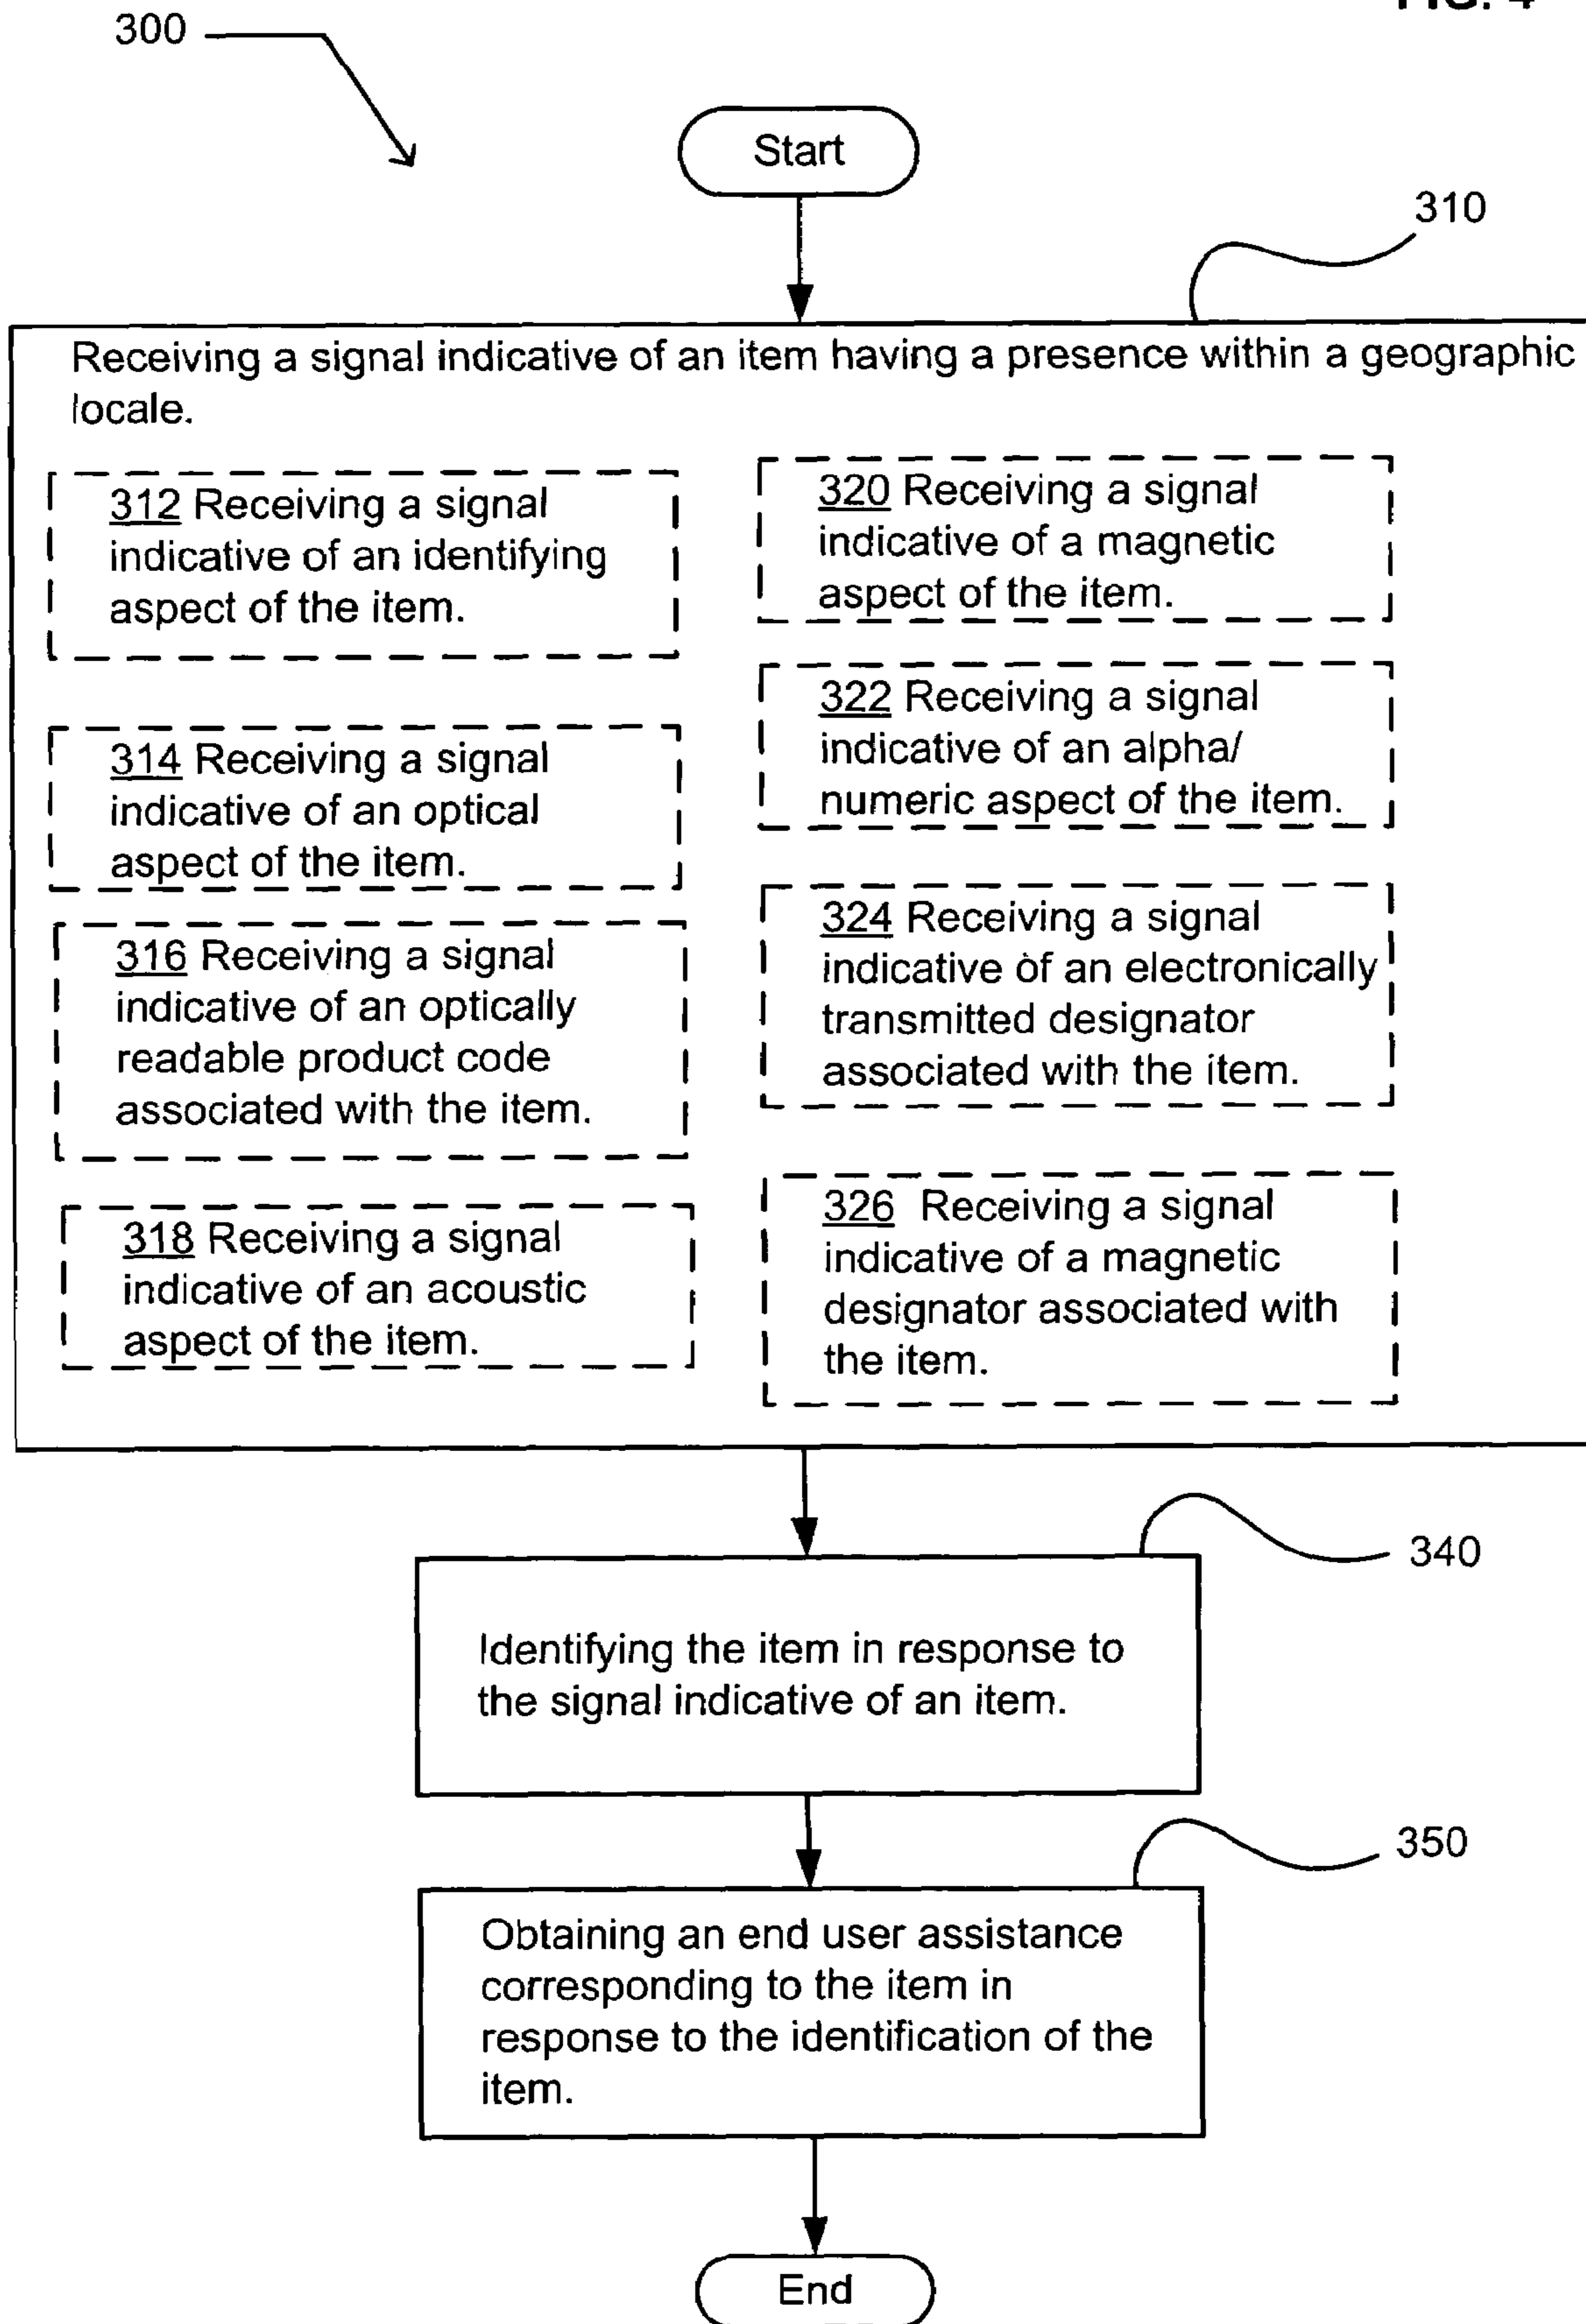 FIG. 4
300
Start
310
Receiving a signal indicative of an item having a presence within a geographic
locale.
312 Receiving a signal
indicative of an identifying
aspect of the item.
314 Receiving a signal
indicative of an optical
aspect of the item.
316 Receiving a signal
indicative of an optically
readable product code
associated with the item.
318 Receiving a signal
indicative of an acoustic
aspect of the item.
320 Receiving a signal
indicative of a magnetic
aspect of the item.
322 Receiving a signal
indicative of an alpha/
numeric aspect of the item.
324 Receiving a signal
indicative of an electronically
transmitted designator
associated with the item.
326 Receiving a signal
indicative of a magnetic
designator associated with
the item.
340
Identifying the item in response to
the signal indicative of an item.
350
Obtaining an end user assistance
corresponding to the item in
response to the identification of the
item.
End